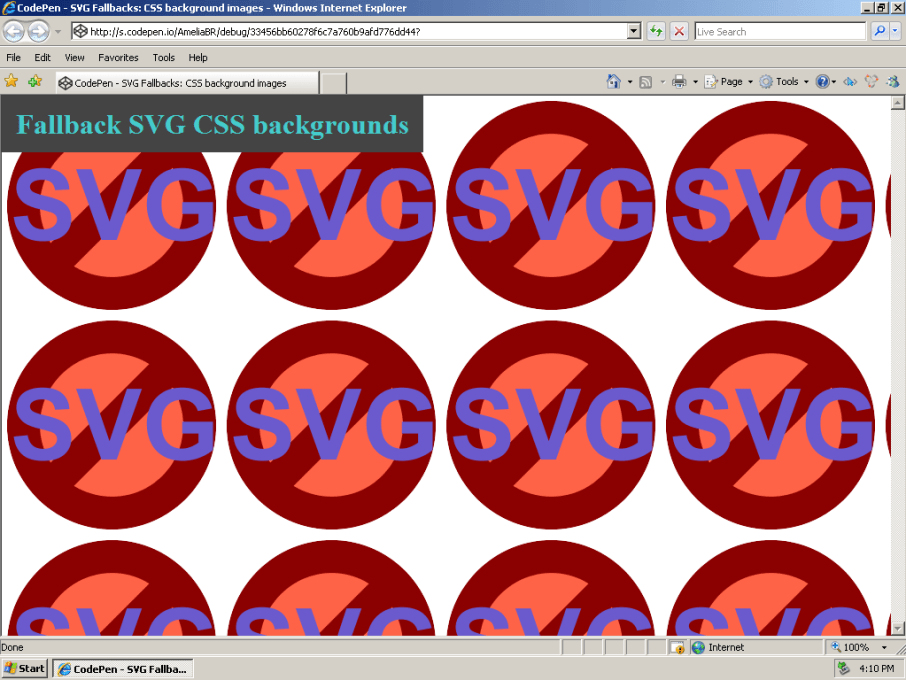 CodePen - SVG Fallbacks: CSS background images - Windows Internet Explorer
http://s.codepen.io/AmeliaBR/debug/33456bb60278f6c7a760b9afd776dd44?
Live Search
File Edit View Favorites Tools Help
CodePen - SVG Fallbacks: CSS background images
Page Tools
Fallback SVG CSS backgrounds
SVG SVG SVG SVG
SVG SVG SVG SVG
SVG SVG SVG SVG
Done Internet 100%
Start CodePen - SVG Fallba... 4:10 PM